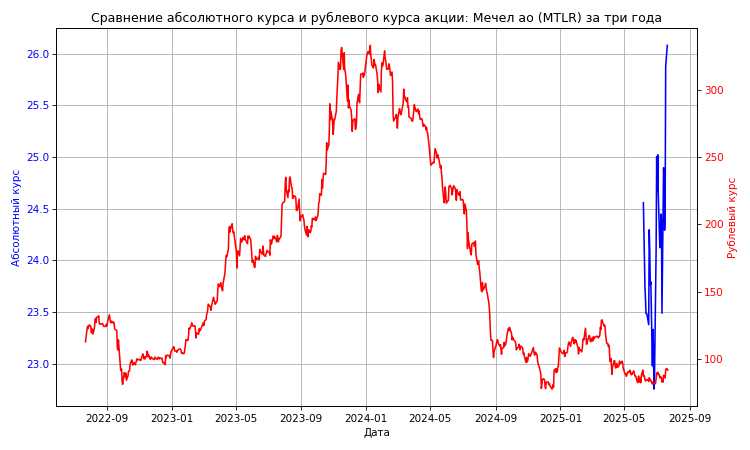 Сравнение абсолютного курса и рублевого курса акции: Мечел ао (MTLR) за три года
26.0
25.5
25.0
24.5
24.0
23.5
23.0
Абсолютный курс
300
250
200
150
100
Рублевый курс
2022-09 2023-01 2023-05 2023-09 2024-01 2024-05 2024-09 2025-01 2025-05 2025-09
Дата